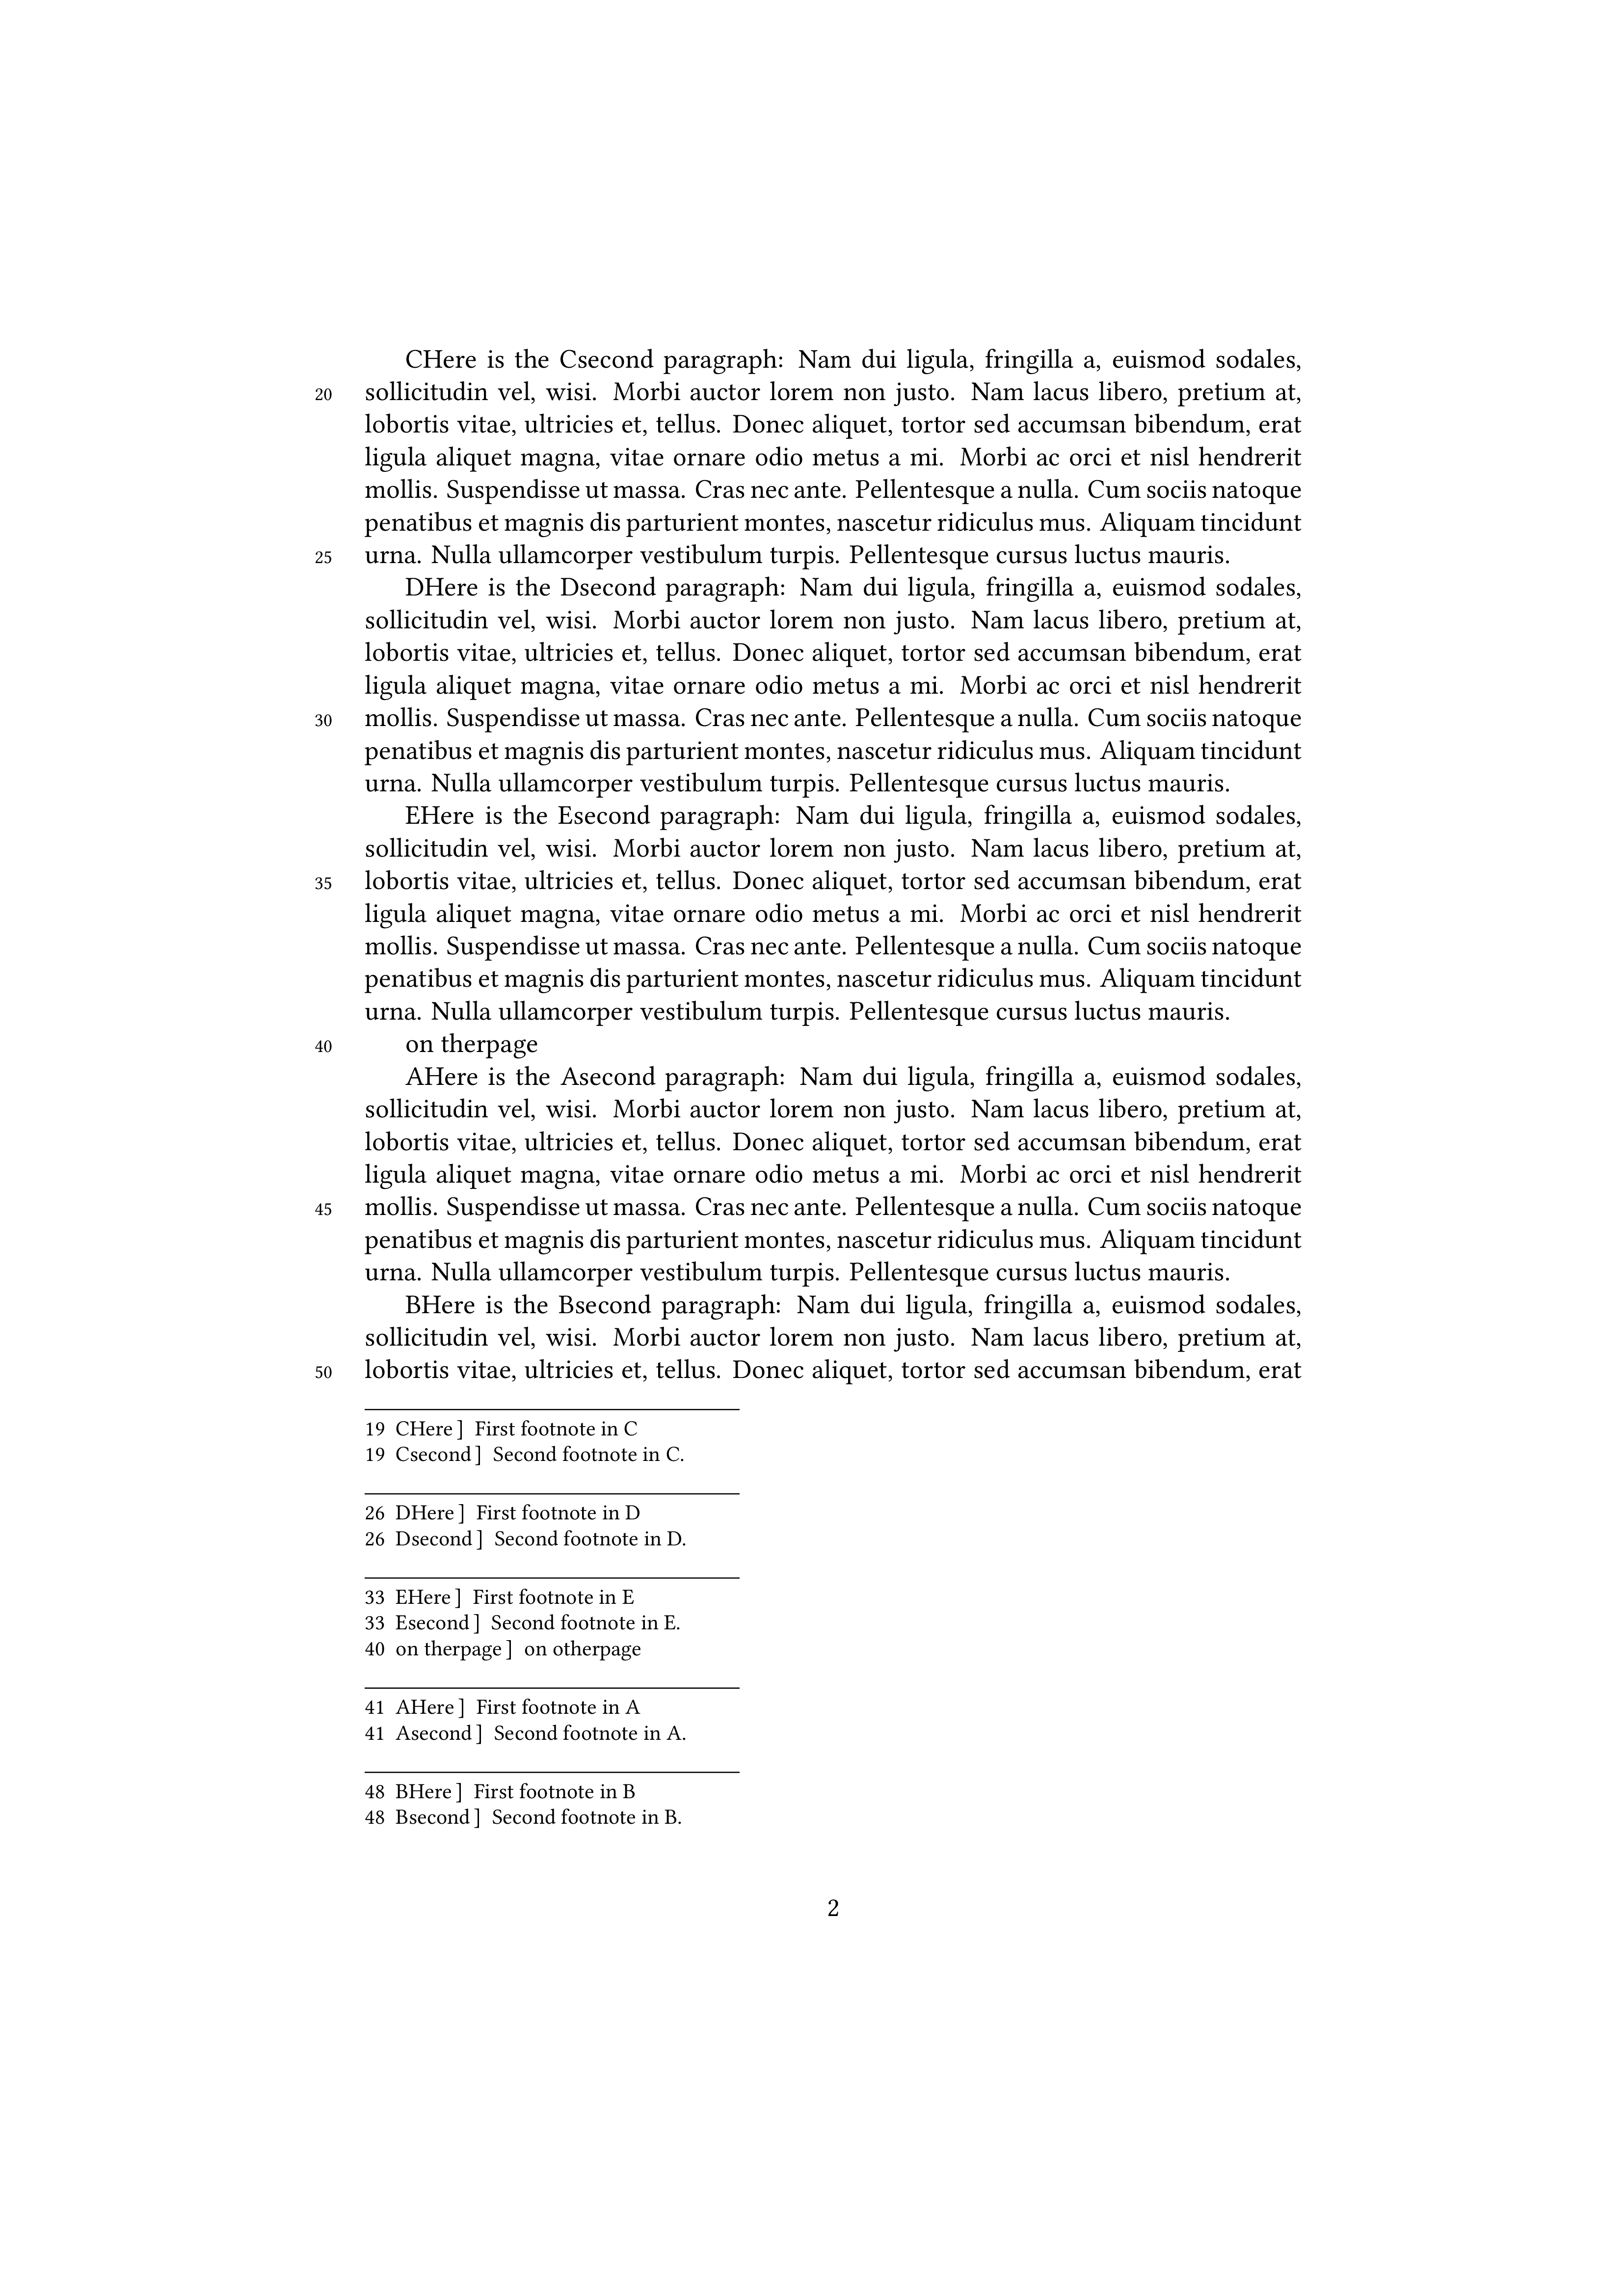 CHere is the Csecond paragraph: Nam dui ligula, fringilla a, euismod sodales,
20 sollicitudin vel, wisi. Morbi auctor lorem non justo. Nam lacus libero, pretium at,
lobortis vitae, ultricies et, tellus. Donec aliquet, tortor sed accumsan bibendum, erat
ligula aliquet magna, vitae ornare odio metus a mi. Morbi ac orci et nisl hendrerit
mollis. Suspendisse ut massa. Cras nec ante. Pellentesque a nulla. Cum sociis natoque
penatibus et magnis dis parturient montes, nascetur ridiculus mus. Aliquam tincidunt
25 urna. Nulla ullamcorper vestibulum turpis. Pellentesque cursus luctus mauris.
DHere is the Dsecond paragraph: Nam dui ligula, fringilla a, euismod sodales,
sollicitudin vel, wisi. Morbi auctor lorem non justo. Nam lacus libero, pretium at,
lobortis vitae, ultricies et, tellus. Donec aliquet, tortor sed accumsan bibendum, erat
ligula aliquet magna, vitae ornare odio metus a mi. Morbi ac orci et nisl hendrerit
30 mollis. Suspendisse ut massa. Cras nec ante. Pellentesque a nulla. Cum sociis natoque
penatibus et magnis dis parturient montes, nascetur ridiculus mus. Aliquam tincidunt
urna. Nulla ullamcorper vestibulum turpis. Pellentesque cursus luctus mauris.
EHere is the Esecond paragraph: Nam dui ligula, fringilla a, euismod sodales,
sollicitudin vel, wisi. Morbi auctor lorem non justo. Nam lacus libero, pretium at,
35 lobortis vitae, ultricies et, tellus. Donec aliquet, tortor sed accumsan bibendum, erat
ligula aliquet magna, vitae ornare odio metus a mi. Morbi ac orci et nisl hendrerit
mollis. Suspendisse ut massa. Cras nec ante. Pellentesque a nulla. Cum sociis natoque
penatibus et magnis dis parturient montes, nascetur ridiculus mus. Aliquam tincidunt
urna. Nulla ullamcorper vestibulum turpis. Pellentesque cursus luctus mauris.
40 on therpage
AHere is the Asecond paragraph: Nam dui ligula, fringilla a, euismod sodales,
sollicitudin vel, wisi. Morbi auctor lorem non justo. Nam lacus libero, pretium at,
lobortis vitae, ultricies et, tellus. Donec aliquet, tortor sed accumsan bibendum, erat
ligula aliquet magna, vitae ornare odio metus a mi. Morbi ac orci et nisl hendrerit
45 mollis. Suspendisse ut massa. Cras nec ante. Pellentesque a nulla. Cum sociis natoque
penatibus et magnis dis parturient montes, nascetur ridiculus mus. Aliquam tincidunt
urna. Nulla ullamcorper vestibulum turpis. Pellentesque cursus luctus mauris.
BHere is the Bsecond paragraph: Nam dui ligula, fringilla a, euismod sodales,
sollicitudin vel, wisi. Morbi auctor lorem non justo. Nam lacus libero, pretium at,
50 lobortis vitae, ultricies et, tellus. Donec aliquet, tortor sed accumsan bibendum, erat
19 CHere ] First footnote in C
19 Csecond ] Second footnote in C.
26 DHere ] First footnote in D
26 Dsecond ] Second footnote in D.
33 EHere ] First footnote in E
33 Esecond ] Second footnote in E.
40 on therpage ] on otherpage
41 AHere ] First footnote in A
41 Asecond ] Second footnote in A.
48 BHere ] First footnote in B
48 Bsecond ] Second footnote in B.
2